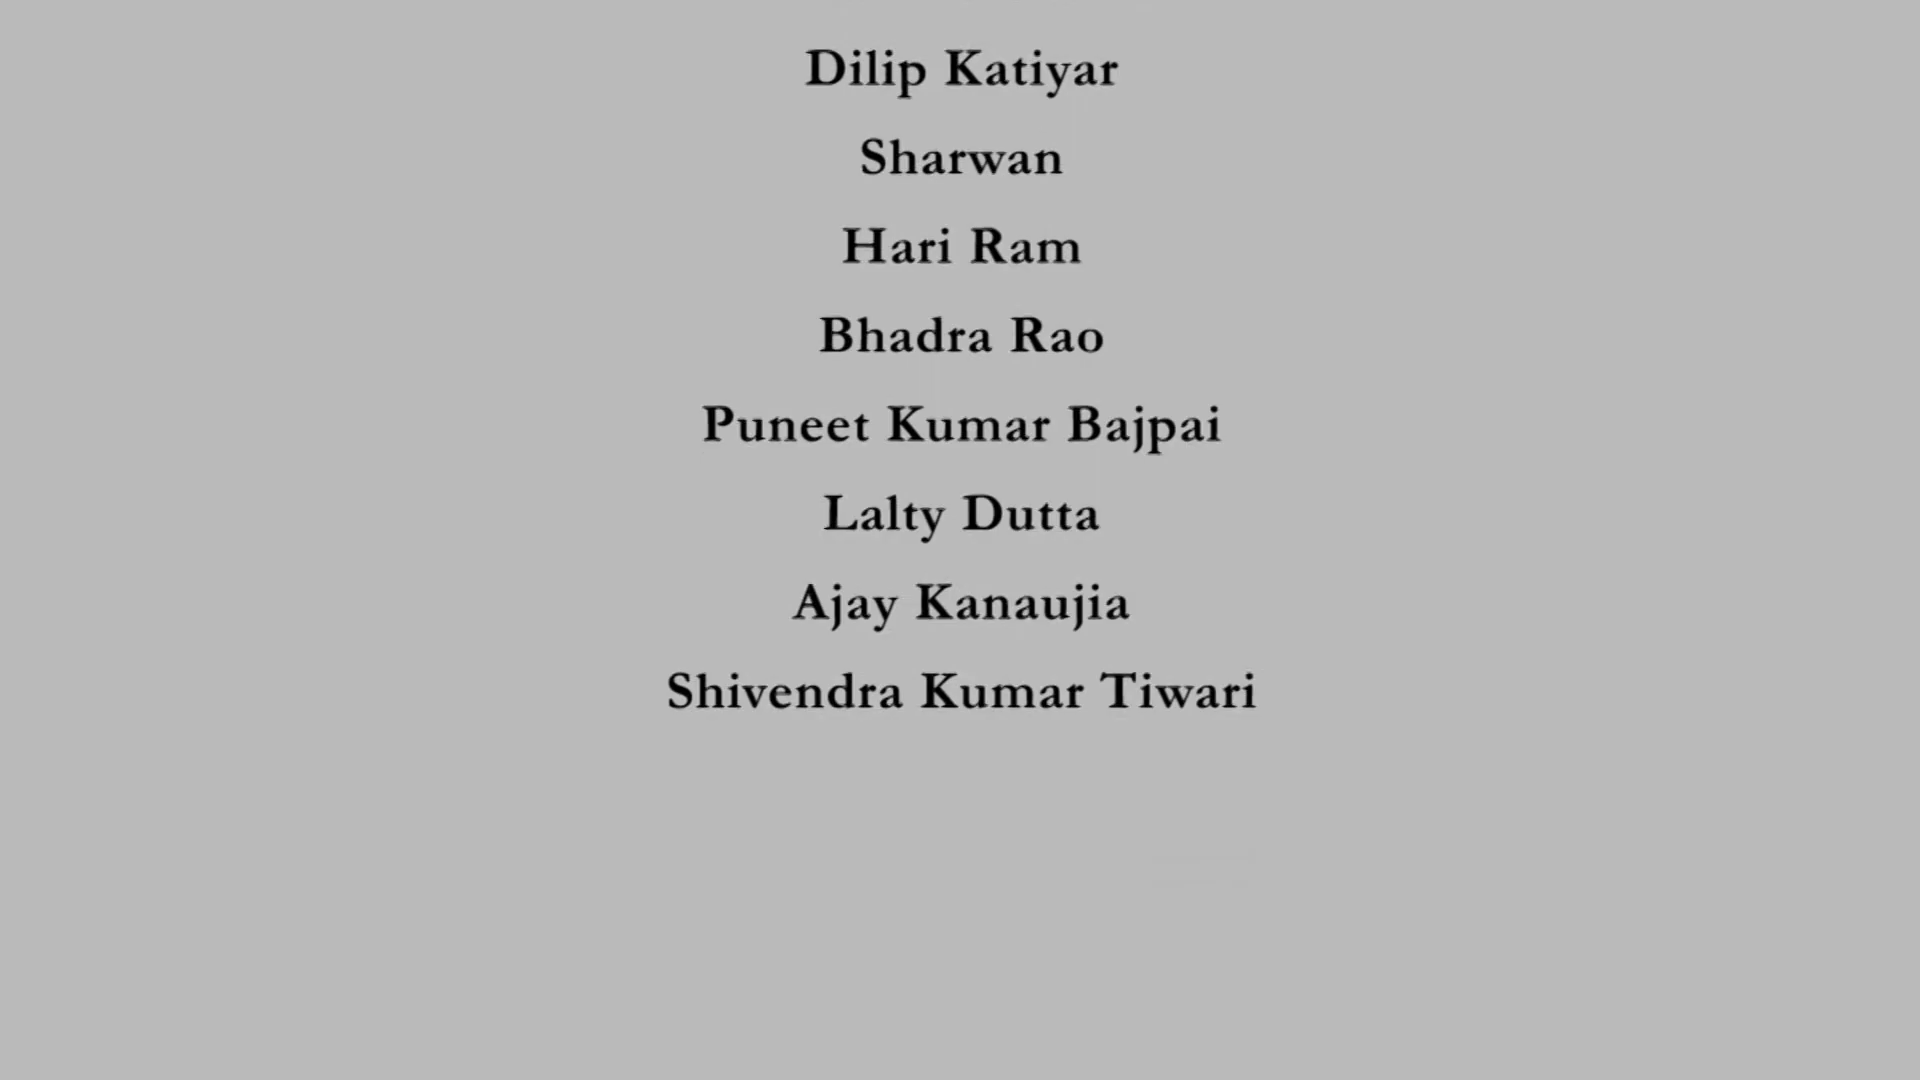 Dilip Katiyar
Sharwan
Hari Ram
Bhadra Rao
Puneet Kumar Bajpai
Lalty Dutta
Ajay Kanaujia
Shivendra Kumar Tiwari